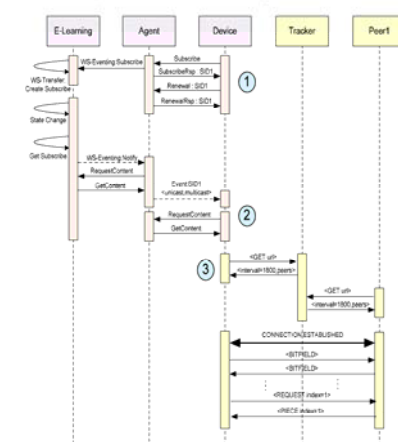 E-Learning
Agent
Device
Tracker
Peer1
Subscribe
WS-Eventing:Subscribe
SubscribeRsp : SID1
WS-Transfer:
Create Subscribe
Renewal : SID1
RenewalRsp : SID1
1
State Change
Get Subscribe
WS-Eventing:Notify
RequestContent
GetContent
Event:SID1
<unicast,multicast>
RequestContent
GetContent
2
3
<GET url>
<interval=1800,peers>
<GET url>
<interval=1800,peers>
CONNECTION ESTABLISHED
<BITFIELD>
<BITFIELD>
<REQUEST index=1>
<PIECE index=1>